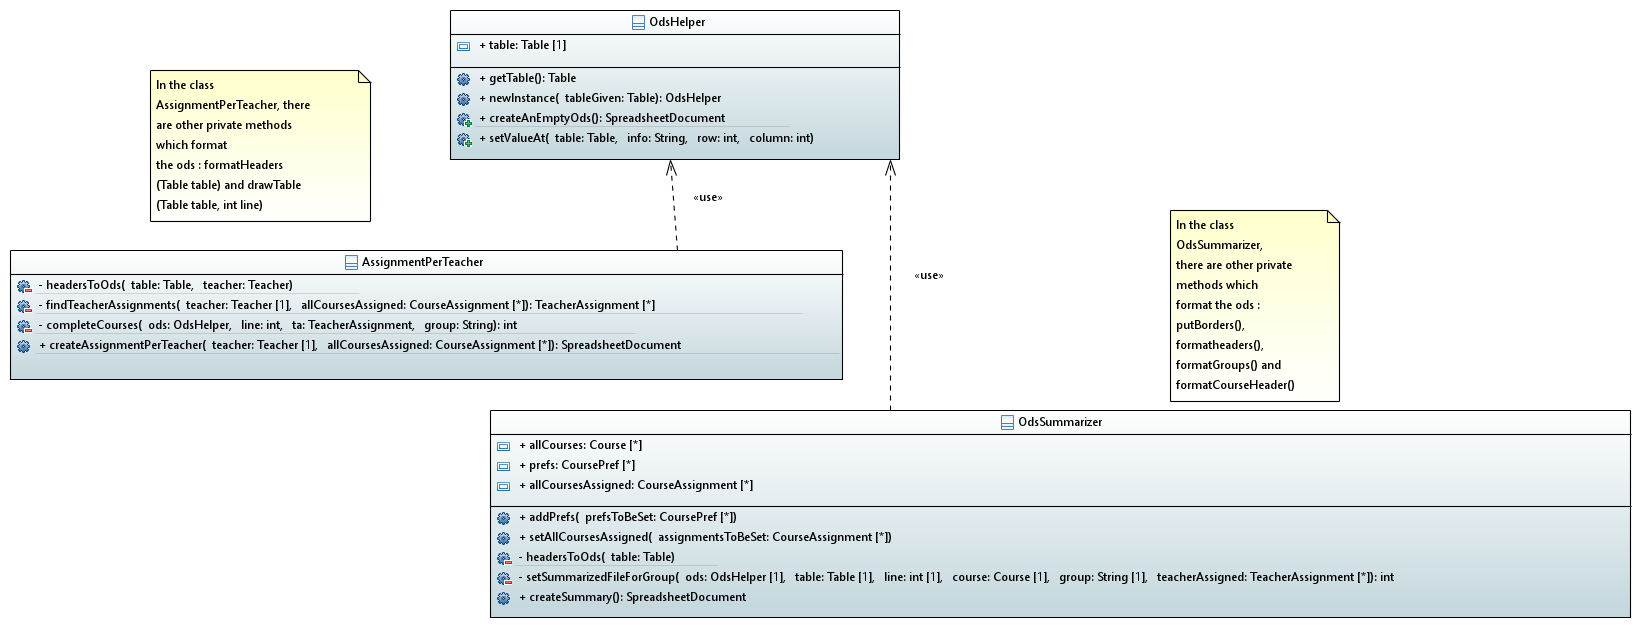 OdsHelper
+ table: Table [1]
+ getTable(): Table
+ newInstance( tableGiven: Table): OdsHelper
+ createAnEmptyOds(): SpreadsheetDocument
+ setValueAt( table: Table, info: String, row: int, column: int)
In the class
AssignmentPerTeacher, there
are other private methods
which format
the ods : formatHeaders
(Table table) and drawTable
(Table table, int line)
«use»
«use»
In the class
OdsSummarizer,
there are other private
methods which
format the ods :
putBorders(),
formatheaders(),
formatGroups() and
formatCourseHeader()
AssignmentPerTeacher
- headersToOds( table: Table, teacher: Teacher)
- findTeacherAssignments( teacher: Teacher [1], allCoursesAssigned: CourseAssignment [*]): TeacherAssignment [*]
- completeCourses( ods: OdsHelper, line: int, ta: TeacherAssignment, group: String): int
+ createAssignmentPerTeacher( teacher: Teacher [1], allCoursesAssigned: CourseAssignment [*]): SpreadsheetDocument
OdsSummarizer
+ allCourses: Course [*]
+ prefs: CoursePref [*]
+ allCoursesAssigned: CourseAssignment [*]
+ addPrefs( prefsToBeSet: CoursePref [*])
+ setAllCoursesAssigned( assignmentsToBeSet: CourseAssignment [*])
- headersToOds( table: Table)
- setSummarizedFileForGroup( ods: OdsHelper [1], table: Table [1], line: int [1], course: Course [1], group: String [1], teacherAssigned: TeacherAssignment [*]): int
+ createSummary(): SpreadsheetDocument